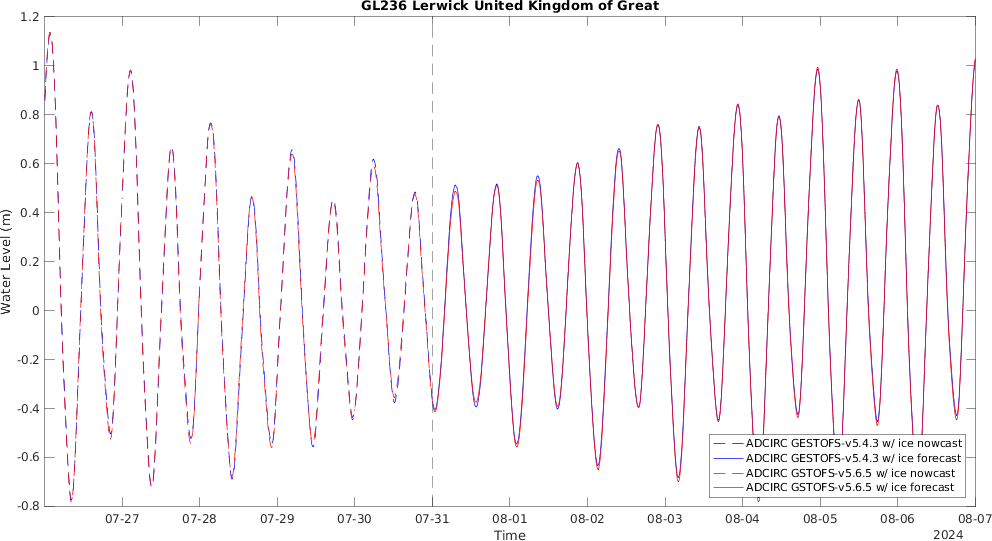 GL236 Lerwick United Kingdom of Great
1.2
1
0.8
0.6
0.4
0.2
0
-0.2
-0.4
-0.6
-0.8
Water Level (m)
ADCIRC GESTOFS-v5.4.3 w/ ice nowcast
ADCIRC GESTOFS-v5.4.3 w/ ice forecast
ADCIRC GSTOFS-v5.6.5 w/ ice nowcast
ADCIRC GSTOFS-v5.6.5 w/ ice forecast
07-27 07-28 07-29 07-30 07-31 08-01 08-02 08-03 08-04 08-05 08-06 08-07
Time
2024